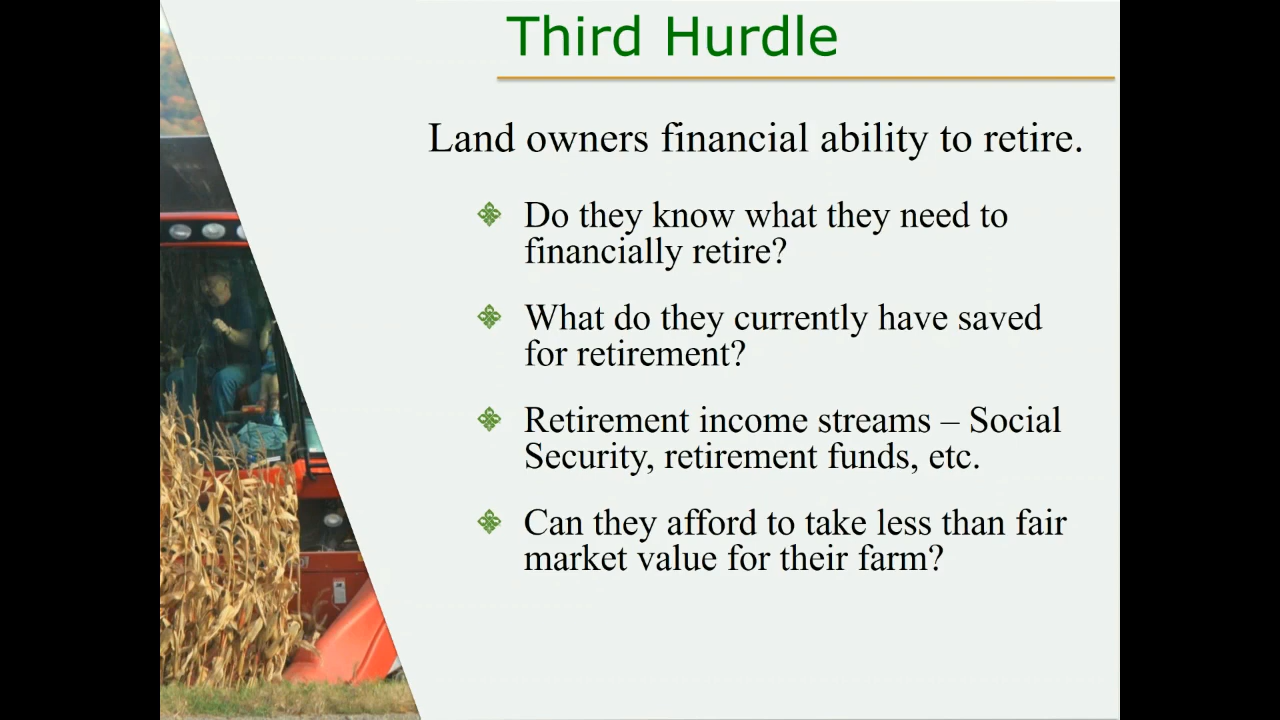 Third Hurdle
Land owners financial ability to retire.
Do they know what they need to
financially retire?
What do they currently have saved
for retirement?
Retirement income streams – Social
Security, retirement funds, etc.
Can they afford to take less than fair
market value for their farm?